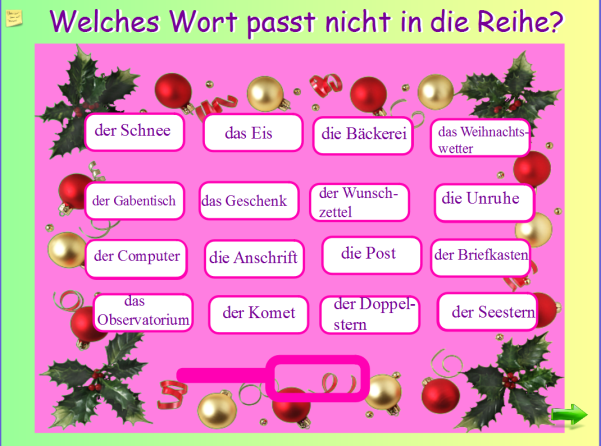 Welches Wort passt nicht in die Reihe?
der Schnee
das Eis
die Bäckerei
das Weihnachts-
wetter
der Gabentisch
das Geschenk
der Wunsch-
zettel
die Unruhe
der Computer
die Anschrift
die Post
der Briefkasten
das
Observatorium
der Komet
der Doppel-
stern
der Seestern